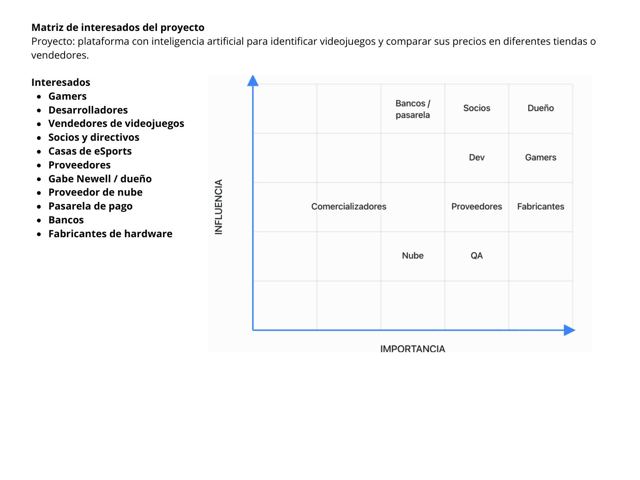 Matriz de interesados del proyecto
Proyecto: plataforma con inteligencia artificial para identificar videojuegos y comparar sus precios en diferentes tiendas o
vendedores.
Interesados
• Gamers
• Desarrolladores
• Vendedores de videojuegos
• Socios y directivos
• Casas de eSports
• Proveedores
• Gabe Newell / dueño
• Proveedor de nube
• Pasarela de pago
• Bancos
• Fabricantes de hardware
INFLUENCIA
Bancos /
pasarela
Socios
Dueño
Dev
Gamers
Comercializadores
Proveedores
Fabricantes
Nube
QA
IMPORTANCIA